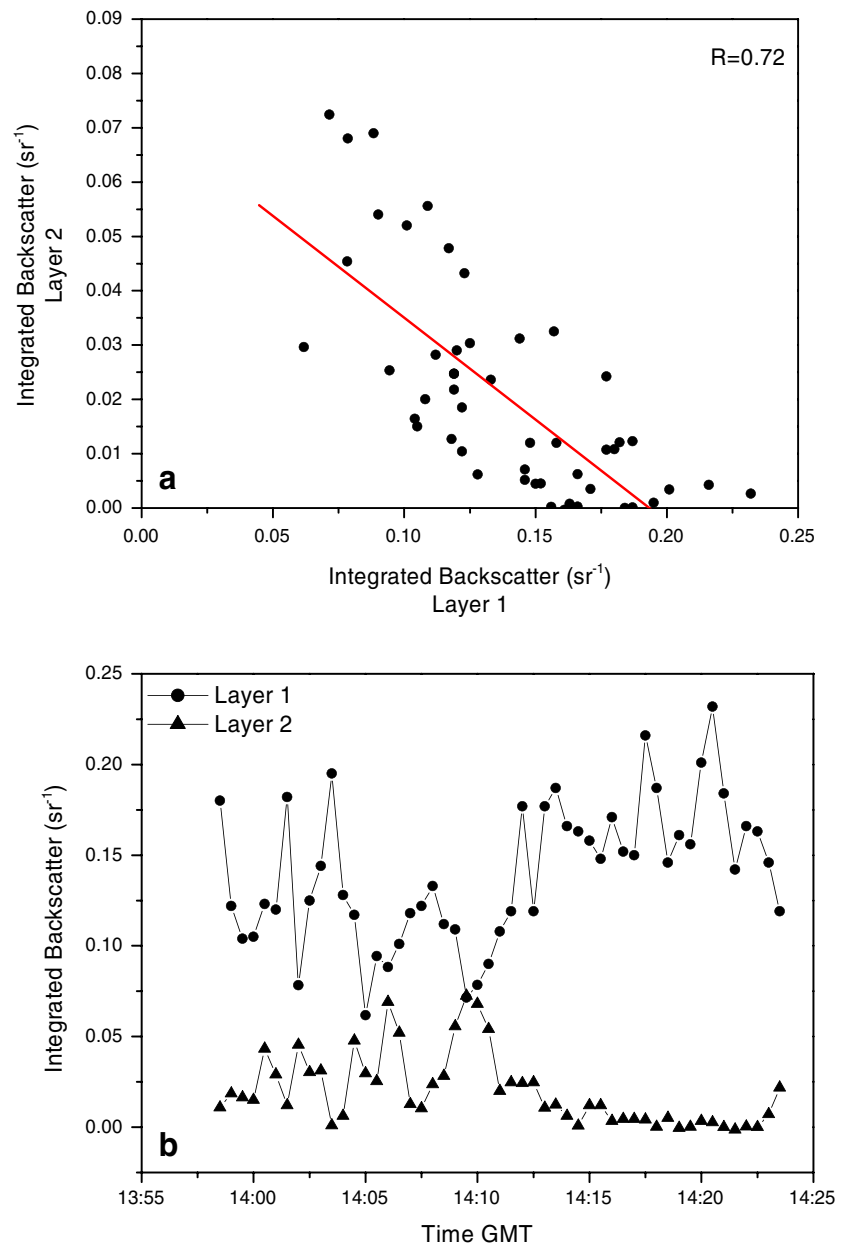 R=0.72
0.09
0.08
0.07
0.06
0.05
0.04
0.03
0.02
0.01
0.00
Integrated Backscatter (sr⁻¹)
Layer 2
a
0.00 0.05 0.10 0.15 0.20 0.25
Integrated Backscatter (sr⁻¹)
Layer 1
0.25
0.20
0.15
0.10
0.05
0.00
Integrated Backscatter (sr⁻¹)
Layer 1
Layer 2
b
13:55 14:00 14:05 14:10 14:15 14:20 14:25
Time GMT